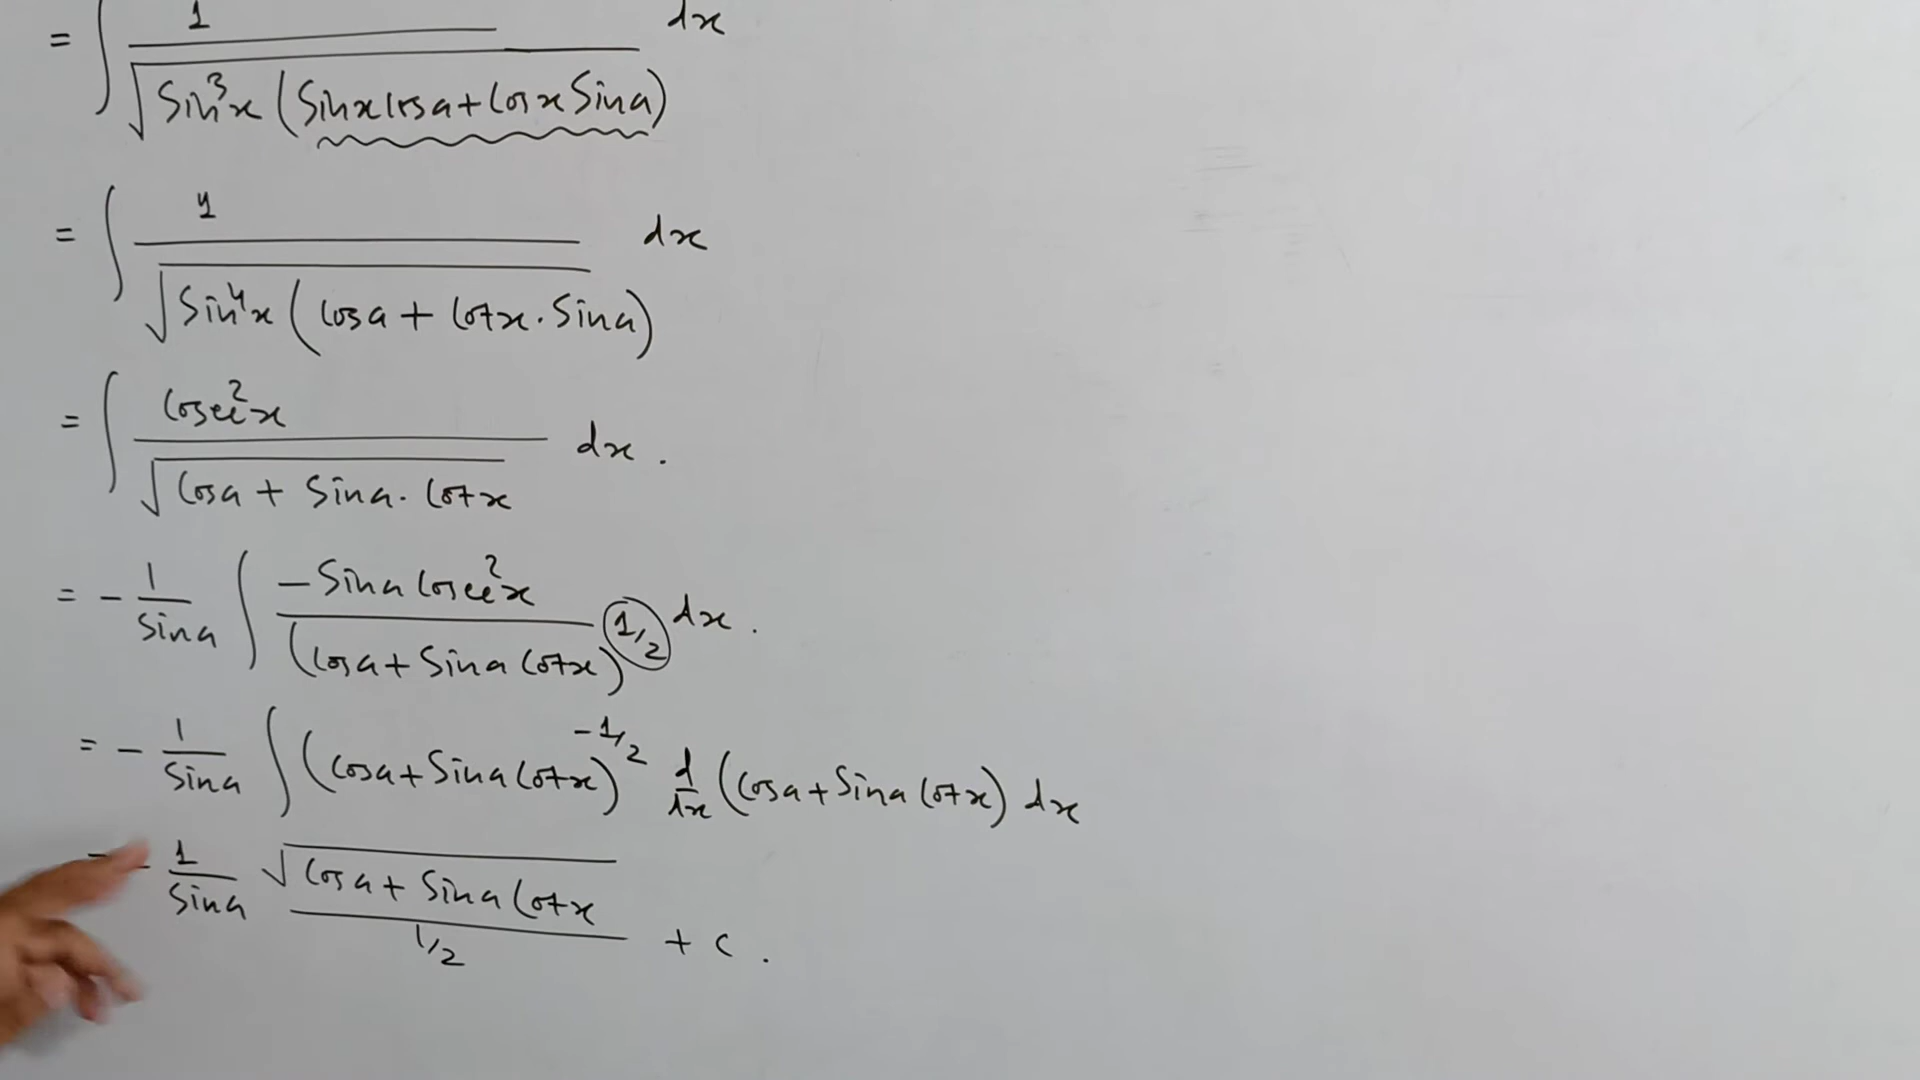 = ∫ 1 / √(Sin³x (Sinx Cosa + Cosx Sina)) dx
= ∫ 1 / √(Sin⁴x (Cosa + Cotx . Sina)) dx
= ∫ Cosec²x / √(Cosa + Sina . Cotx) dx .
= - 1/Sina ∫ - Sina Cosec²x / (Cosa + Sina Cotx)^1/2 dx .
= - 1/Sina ∫ (Cosa + Sina Cotx)^-1/2 d/dx (Cosa + Sina Cotx) dx
= - 1/Sina √(Cosa + Sina Cotx) / 1/2 + c .